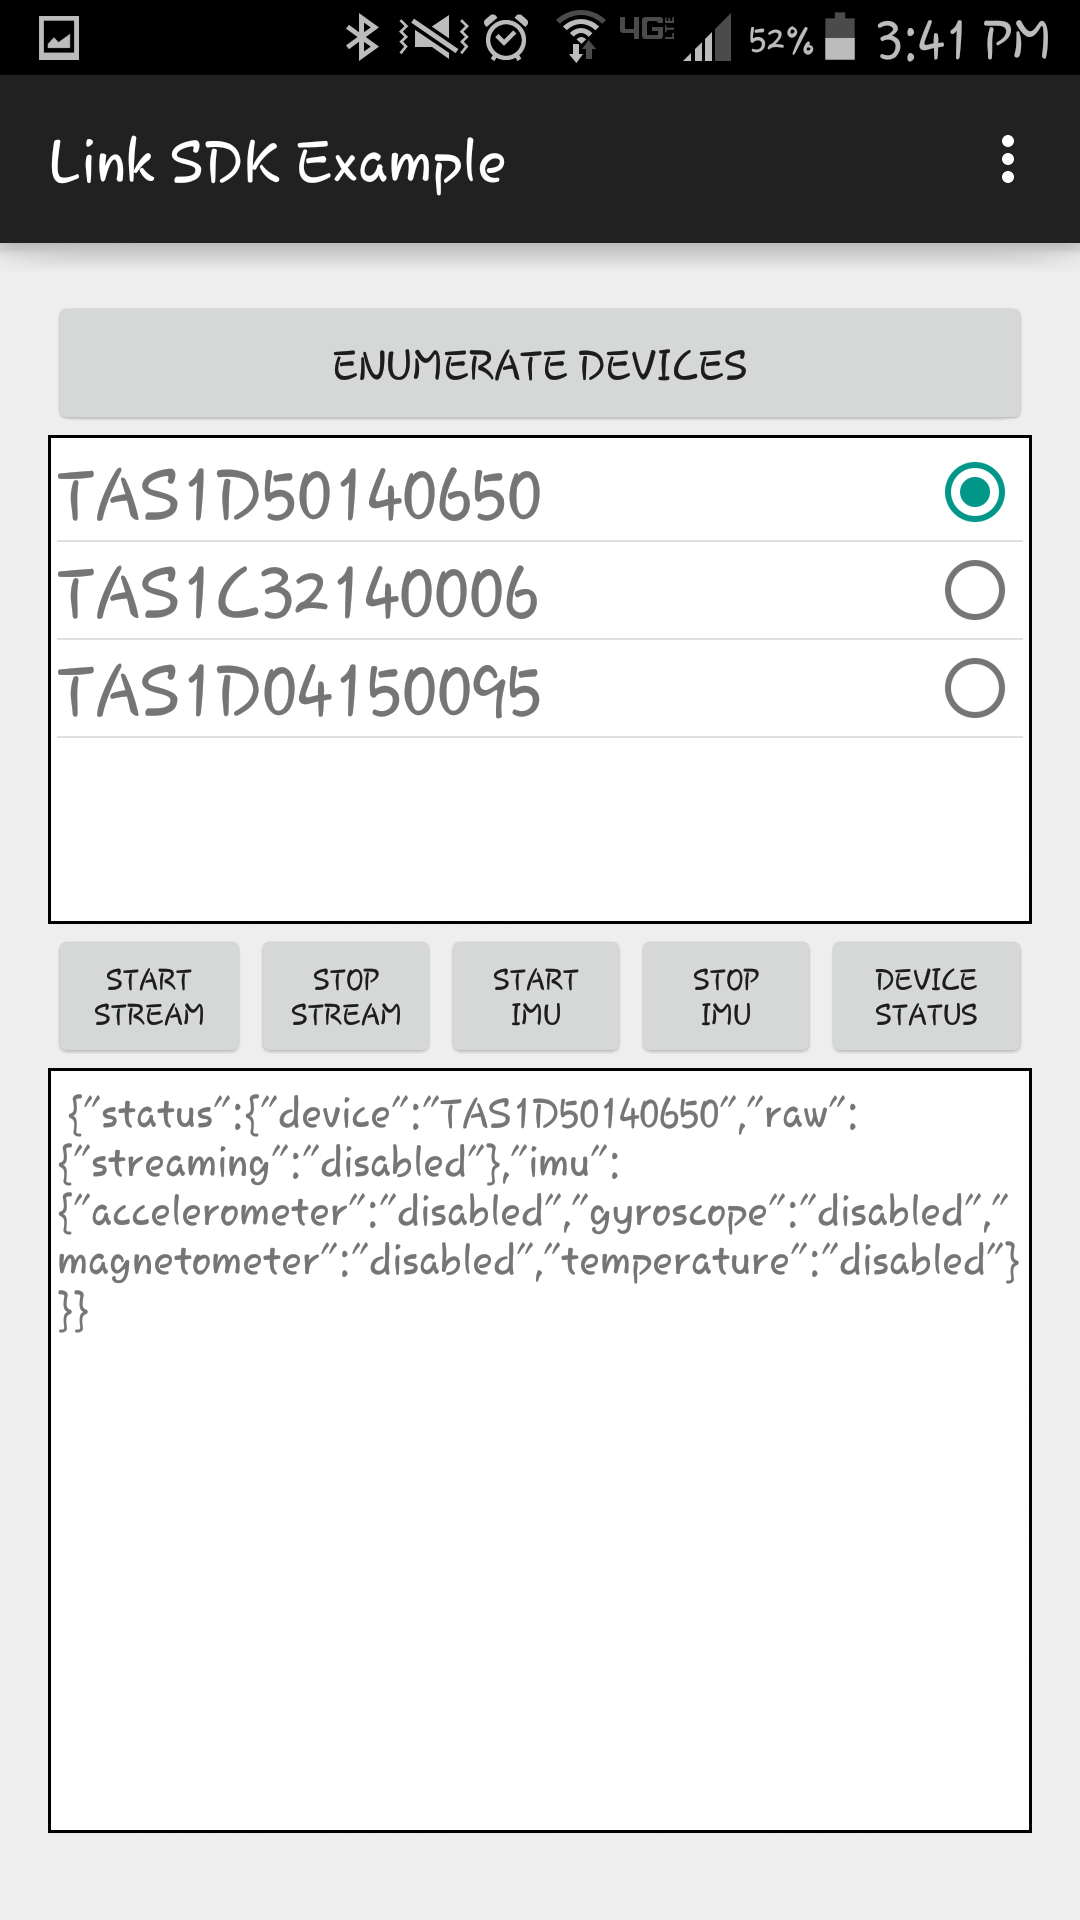 4G LTE 52% 3:41 PM
Link SDK Example
ENUMERATE DEVICES
TAS1D50140650
TAS1C32140006
TAS1D04150095
START STREAM
STOP STREAM
START IMU
STOP IMU
DEVICE STATUS
{"status":{"device":"TAS1D50140650","raw":
{"streaming":"disabled"},"imu":
{"accelerometer":"disabled","gyroscope":"disabled","
magnetometer":"disabled","temperature":"disabled"}
}}